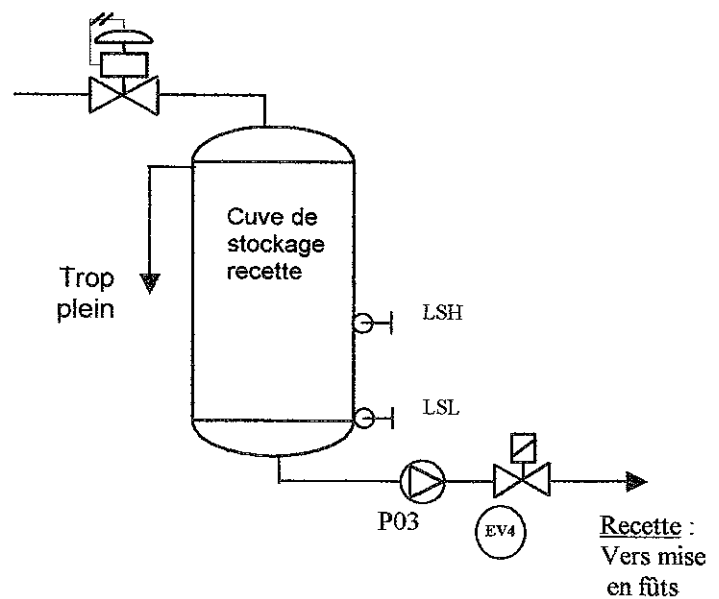 Cuve de
stockage
recette
Trop
plein
LSH
LSL
P03
EV4
Recette :
Vers mise
en fûts